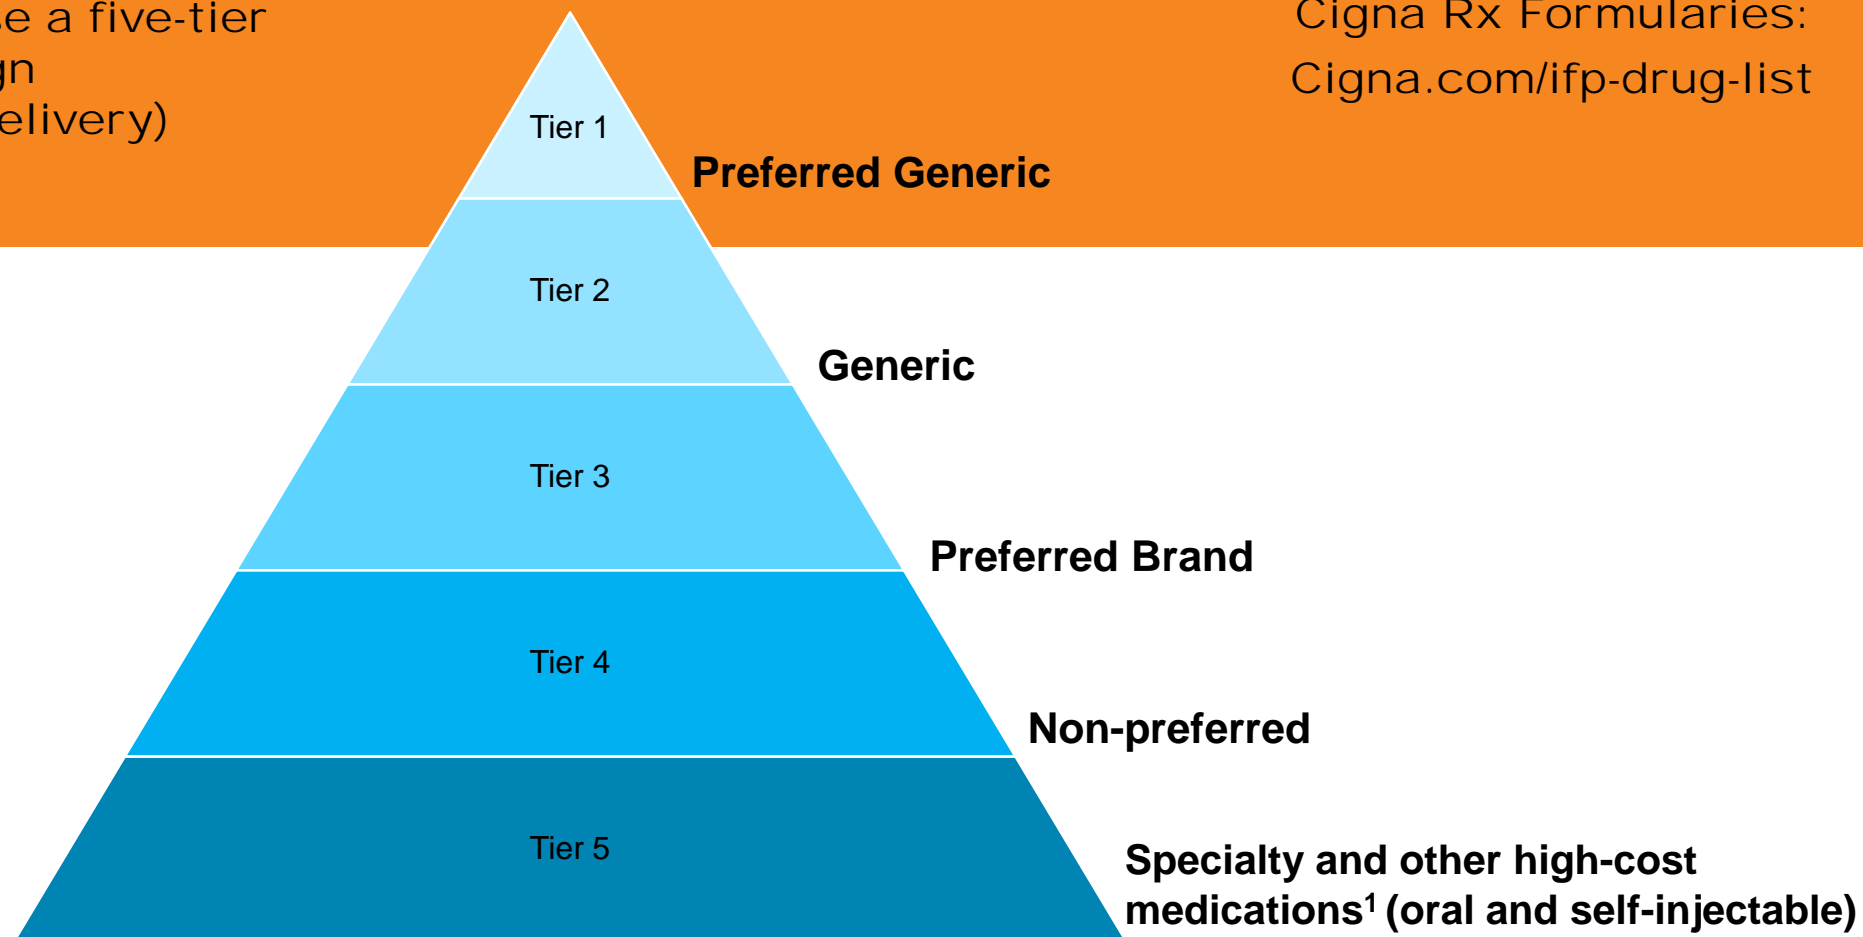 a five-tier
elivery)
Cigna Rx Formularies:
Cigna.com/ifp-drug-list
Tier 1
Preferred Generic
Tier 2
Generic
Tier 3
Preferred Brand
Tier 4
Non-preferred
Tier 5
Specialty and other high-cost
medications¹ (oral and self-injectable)